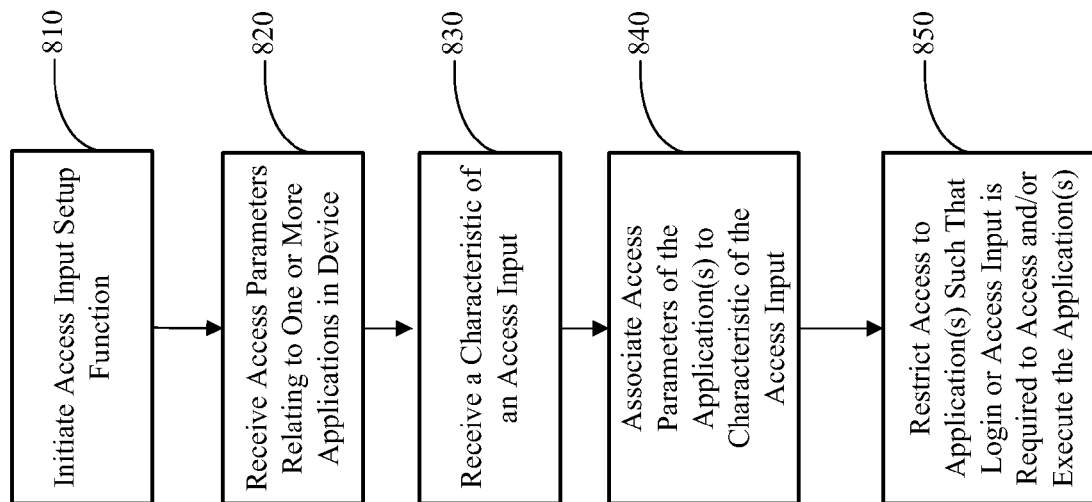 Initiate Access Input Setup
Function
810
Receive Access Parameters
Relating to One or More
Applications in Device
820
Receive a Characteristic of
an Access Input
830
Associate Access
Parameters of the
Application(s) to
Characteristic of the
Access Input
840
Restrict Access to
Application(s) Such That
Login or Access Input is
Required to Access and/or
Execute the Application(s)
850